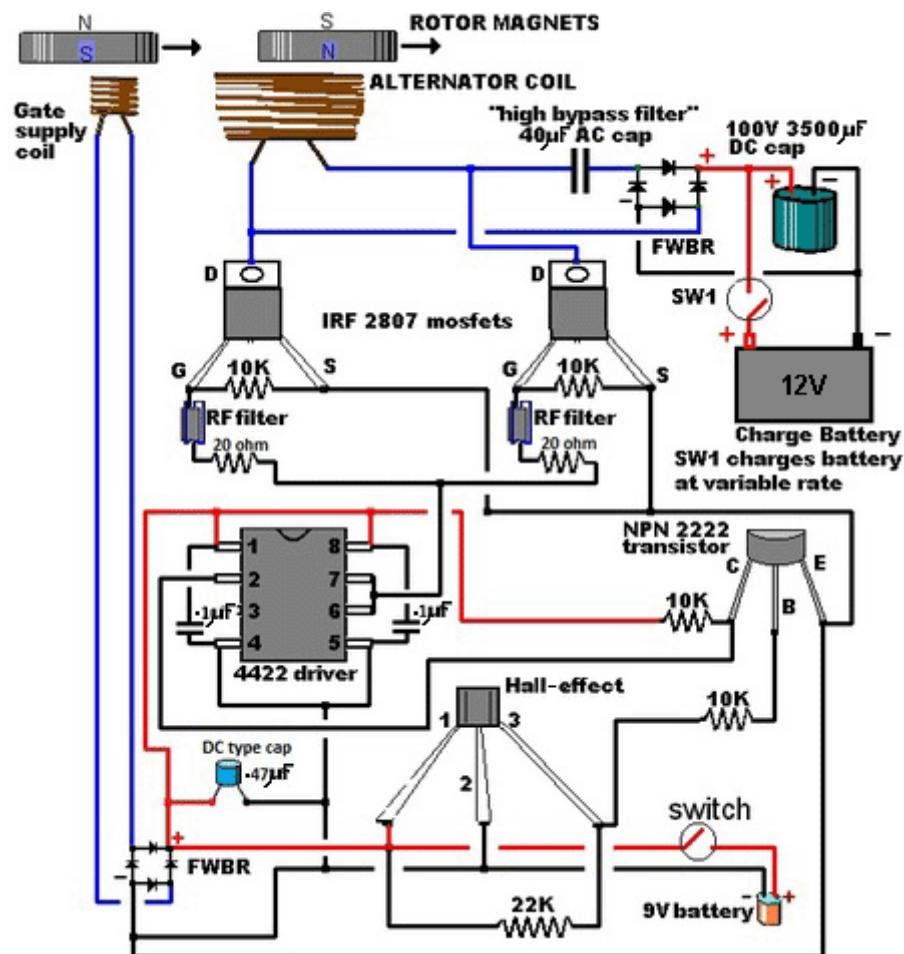 N
S
ROTOR MAGNETS
S
N
ALTERNATOR COIL
Gate
supply
coil
"high bypass filter"
40µF AC cap
100V 3500µF
DC cap
+
+
-
-
FWBR
D
D
SW1
IRF 2807 mosfets
+
-
G
10K
S
G
10K
S
12V
RF filter
RF filter
20 ohm
20 ohm
Charge Battery
SW1 charges battery
at variable rate
NPN 2222
transistor
1
8
C
E
2
7
B
.1µF
3
6
.1µF
10K
4
5
4422 driver
Hall-effect
10K
1
3
DC type cap
.47µF
2
switch
+
FWBR
-
22K
-
+
9V battery